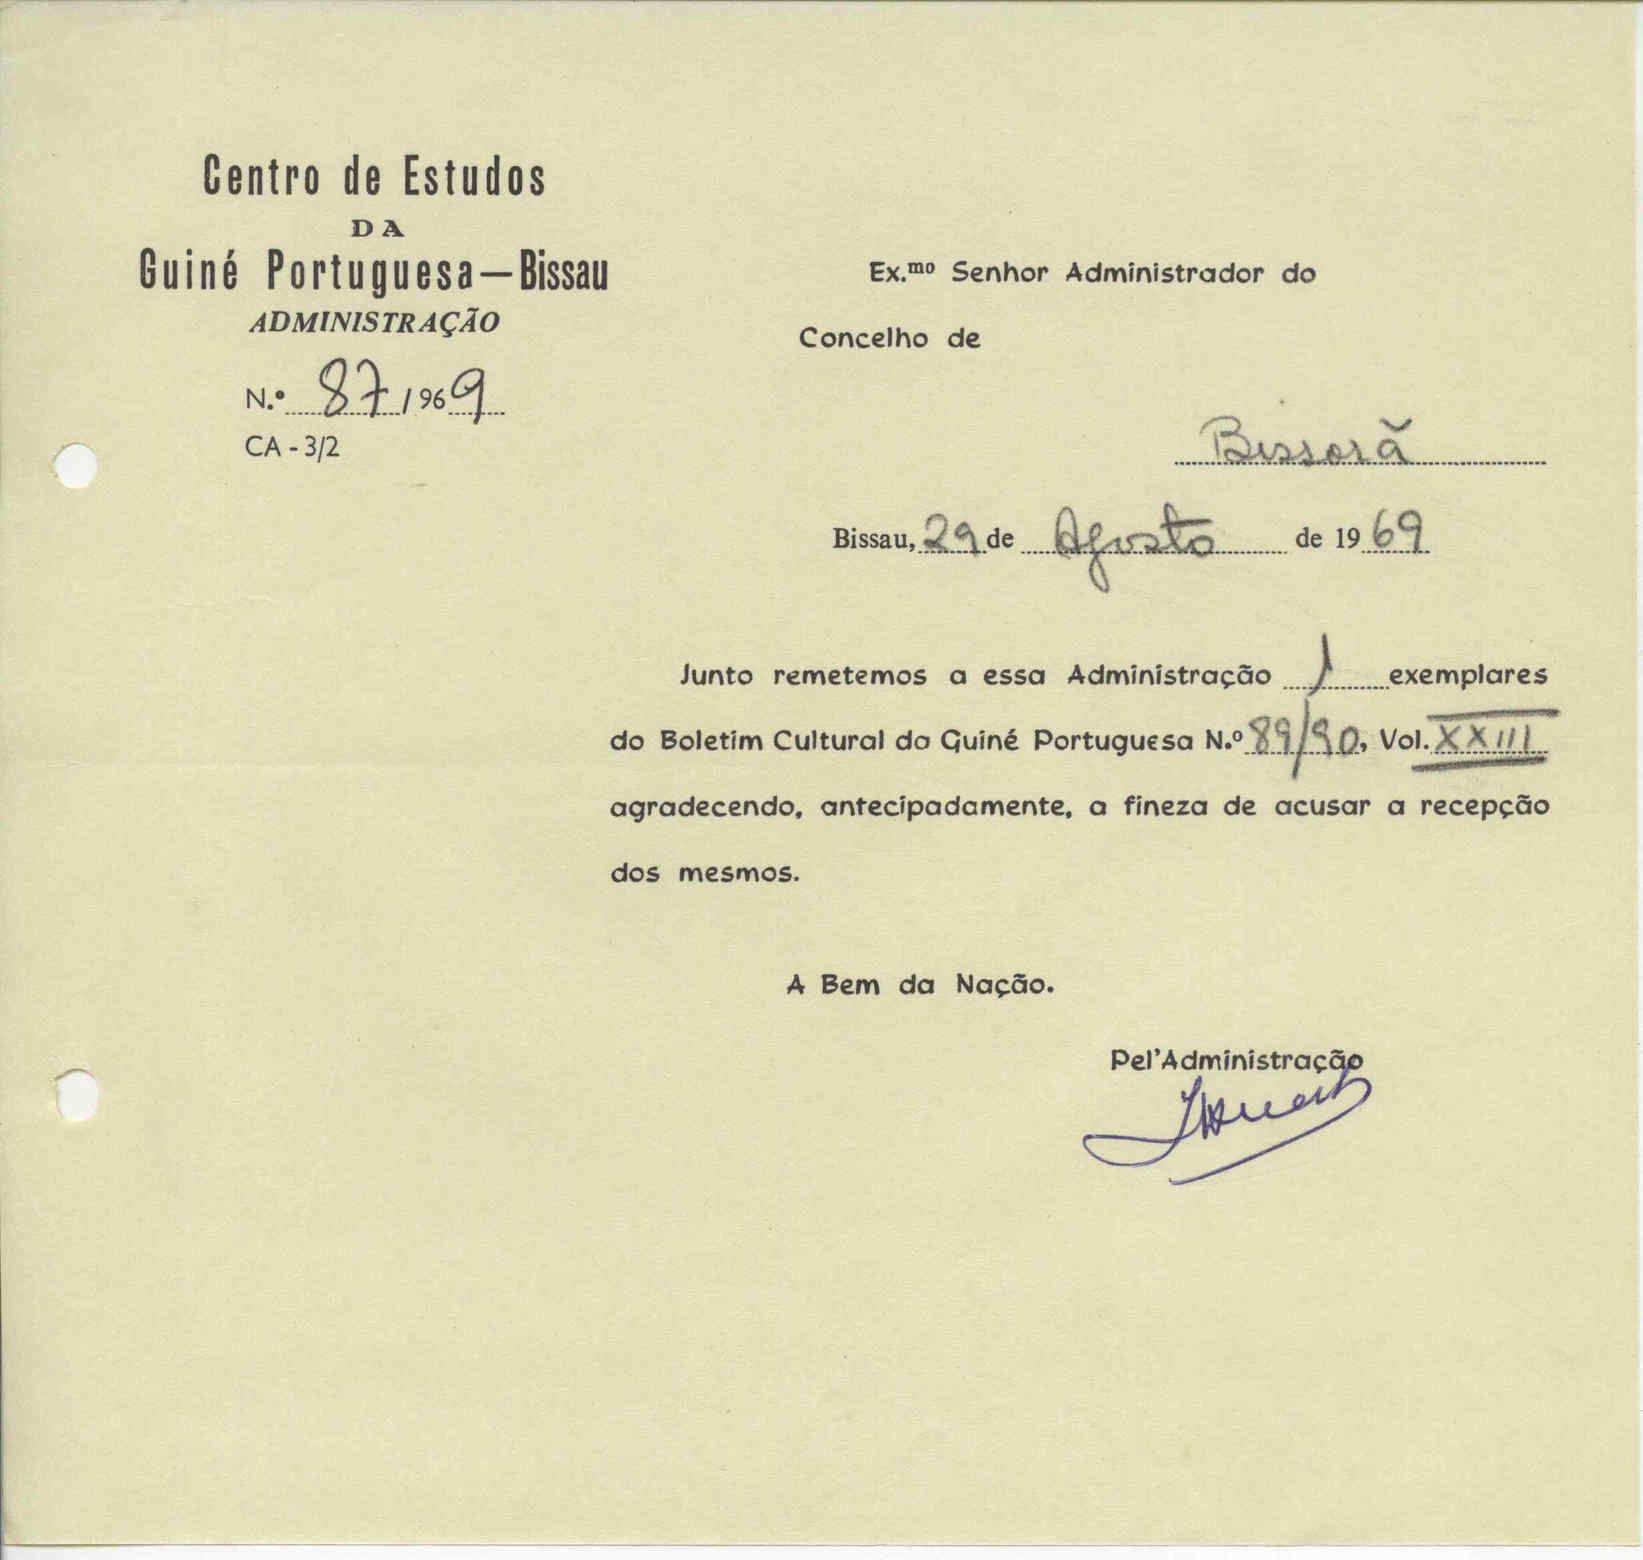 Centro de Estudos
DA
Guiné Portuguesa—Bissau
ADMINISTRAÇÃO
N.º 87/1969
CA - 3/2
Ex.mo Senhor Administrador do
Concelho de
Bissorã
Bissau, 29 de Agosto de 1969
Junto remetemos a essa Administração 1 exemplares
do Boletim Cultural da Guiné Portuguesa N.º 89/90, Vol. XXIII
agradecendo, antecipadamente, a fineza de acusar a recepção
dos mesmos.
A Bem da Nação.
Pel'Administração